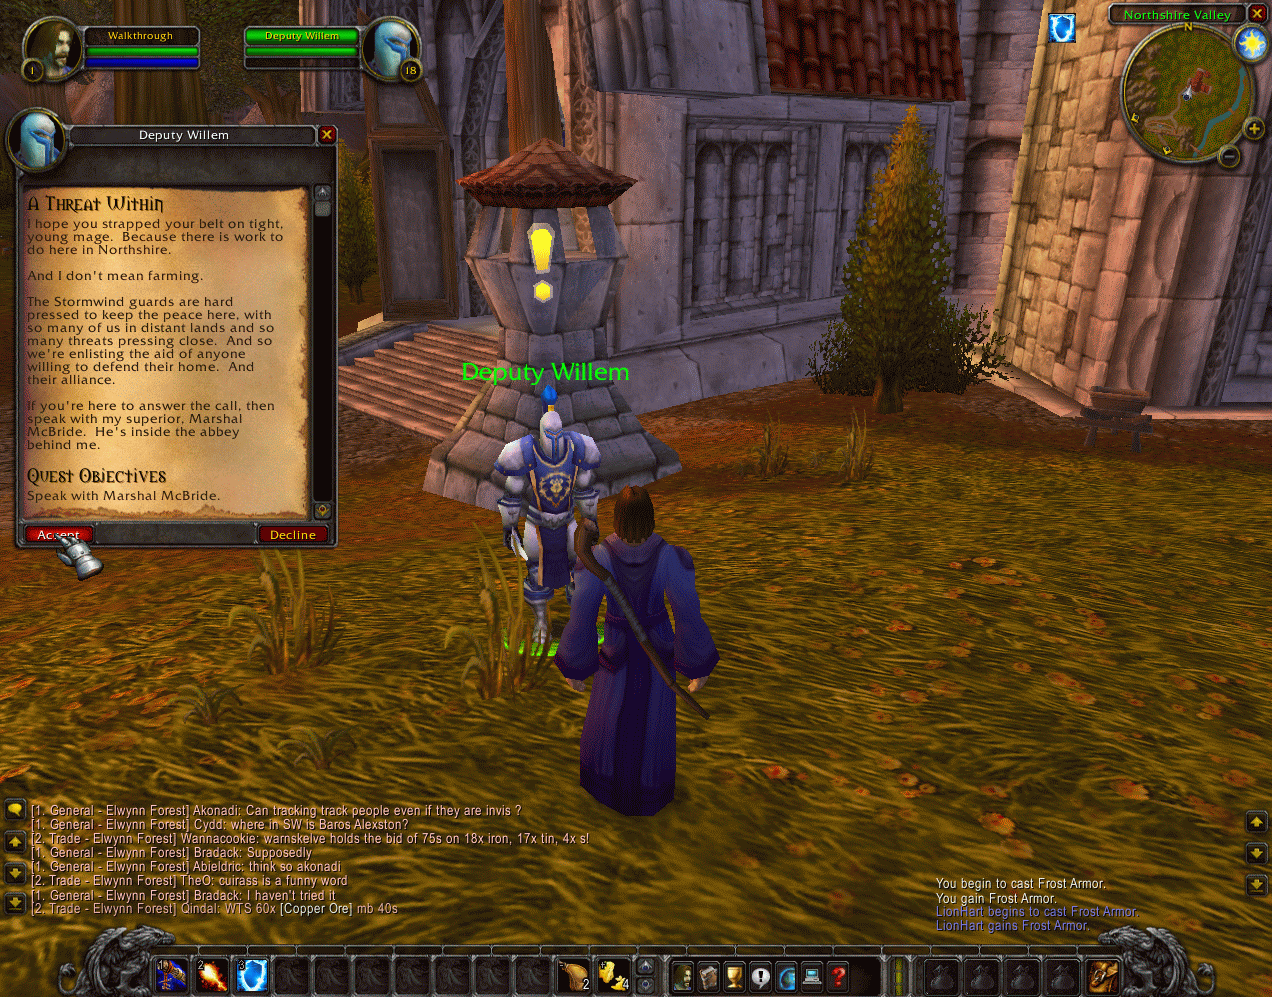 Walkthrough
1
Deputy Willem
18
Northshire Valley
N
Deputy Willem
A Threat Within
I hope you strapped your belt on tight,
young mage.  Because there is work to
do here in Northshire.
And I don't mean farming.
The Stormwind guards are hard
pressed to keep the peace here, with
so many of us in distant lands and so
many threats pressing close.  And so
we're enlisting the aid of anyone
willing to defend their home.  And
their alliance.
If you're here to answer the call, then
speak with my superior, Marshal
McBride.  He's inside the abbey
behind me.
Quest Objectives
Speak with Marshal McBride.
Accept
Decline
Deputy Willem
[1. General - Elwynn Forest] Akonadi: Can tracking track people even if they are invis ?
[1. General - Elwynn Forest] Cydd: where in SW is Baros Alexston?
[2. Trade - Elwynn Forest] Wannacookie: warnskelve holds the bid of 75s on 18x iron, 17x tin, 4x s!
[1. General - Elwynn Forest] Bradack: Supposedly
[1. General - Elwynn Forest] Abieldric: think so akonadi
[2. Trade - Elwynn Forest] TheO: cuirass is a funny word
[1. General - Elwynn Forest] Bradack: I haven't tried it
[2. Trade - Elwynn Forest] Qindal: WTS 60x [Copper Ore] mb 40s
You begin to cast Frost Armor.
You gain Frost Armor.
LionHart begins to cast Frost Armor.
LionHart gains Frost Armor.
1
2
3
2
4